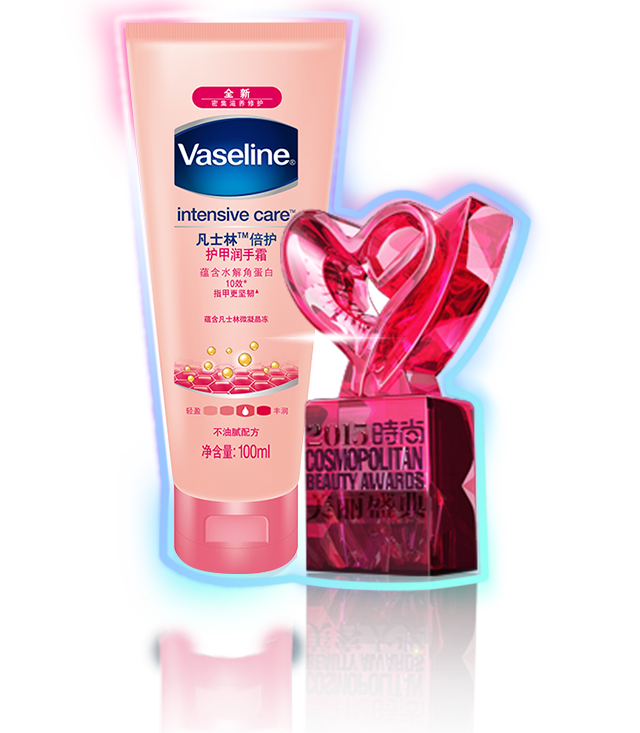 全新
密集滋养修护
Vaseline®
intensive care™
凡士林™倍护
护甲润手霜
蕴含水解角蛋白
10效*
指甲更坚韧▲
蕴含凡士林微凝晶冻
轻盈 丰润
不油腻配方
净含量: 100ml
2015時尚
COSMOPOLITAN
BEAUTY AWARDS
美丽盛典